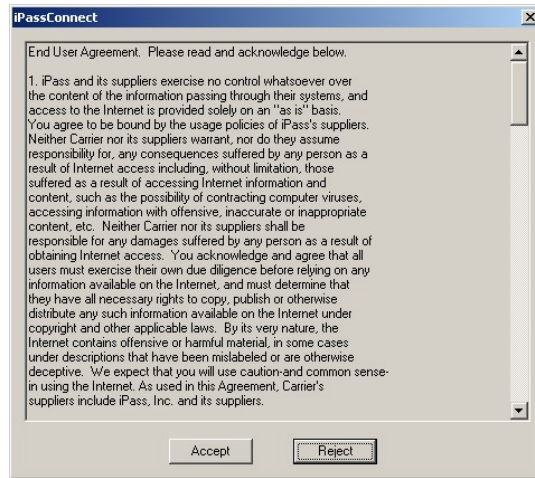 iPassConnect
End User Agreement. Please read and acknowledge below.
1. iPass and its suppliers exercise no control whatsoever over
the content of the information passing through their systems, and
access to the Internet is provided solely on an "as is" basis.
You agree to be bound by the usage policies of iPass's suppliers.
Neither Carrier nor its suppliers warrant, nor do they assume
responsibility for, any consequences suffered by any person as a
result of Internet access including, without limitation, those
suffered as a result of accessing Internet information and
content, such as the possibility of contracting computer viruses,
accessing information with offensive, inaccurate or inappropriate
content, etc. Neither Carrier nor its suppliers shall be
responsible for any damages suffered by any person as a result of
obtaining Internet access. You acknowledge and agree that all
users must exercise their own due diligence before relying on any
information available on the Internet, and must determine that
they have all necessary rights to copy, publish or otherwise
distribute any such information available on the Internet under
copyright and other applicable laws. By its very nature, the
Internet contains offensive or harmful material, in some cases
under descriptions that have been mislabeled or are otherwise
deceptive. We expect that you will use caution-and common sense-
in using the Internet. As used in this Agreement, Carrier's
suppliers include iPass, Inc. and its suppliers.
Accept Reject